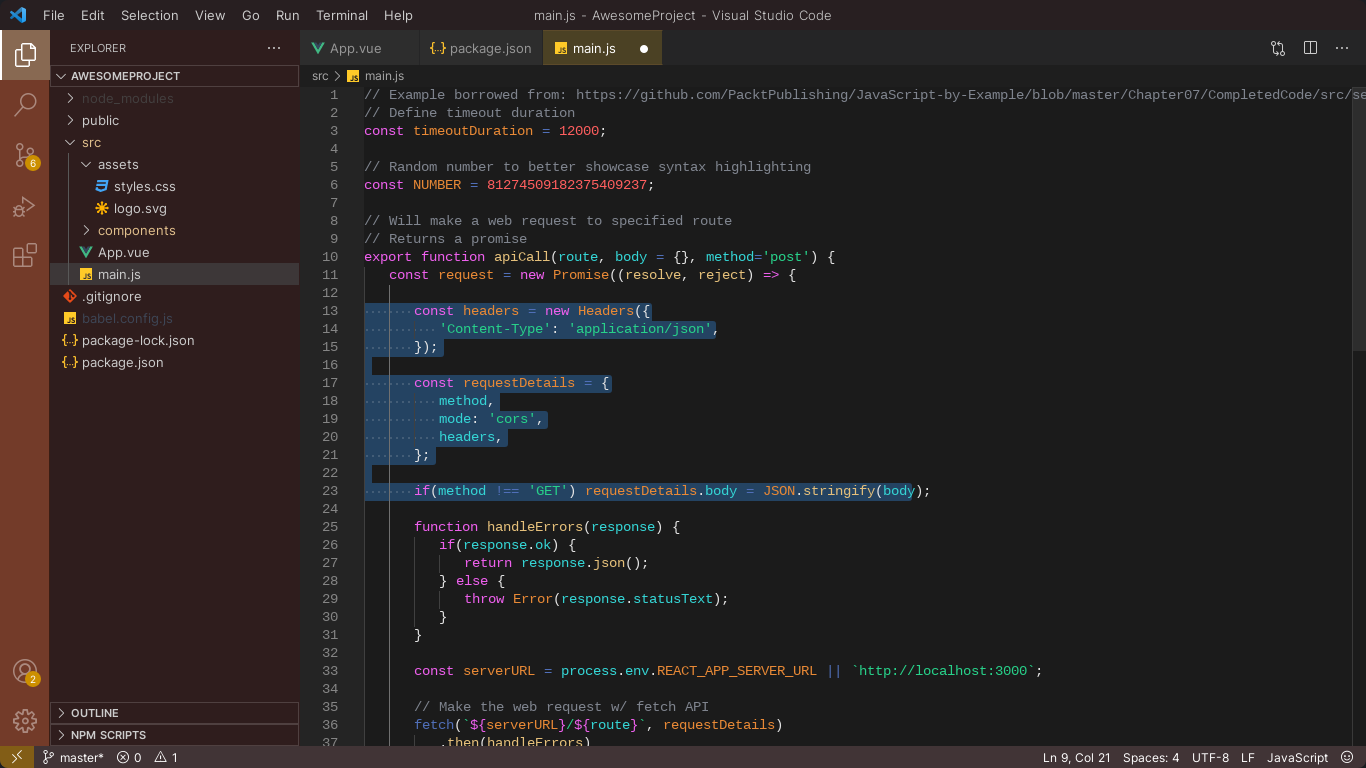 File Edit Selection View Go Run Terminal Help
main.js - AwesomeProject - Visual Studio Code
EXPLORER
AWESOMEPROJECT
node_modules
public
src
assets
styles.css
logo.svg
components
App.vue
main.js
.gitignore
babel.config.js
package-lock.json
package.json
OUTLINE
NPM SCRIPTS
6
2
App.vue
package.json
main.js
src > main.js
1 // Example borrowed from: https://github.com/PacktPublishing/JavaScript-by-Example/blob/master/Chapter07/CompletedCode/src/se
2 // Define timeout duration
3 const timeoutDuration = 12000;
4
5 // Random number to better showcase syntax highlighting
6 const NUMBER = 81274509182375409237;
7
8 // Will make a web request to specified route
9 // Returns a promise
10 export function apiCall(route, body = {}, method='post') {
11 const request = new Promise((resolve, reject) => {
12
13 const headers = new Headers({
14 'Content-Type': 'application/json',
15 });
16
17 const requestDetails = {
18 method,
19 mode: 'cors',
20 headers,
21 };
22
23 if(method !== 'GET') requestDetails.body = JSON.stringify(body);
24
25 function handleErrors(response) {
26 if(response.ok) {
27 return response.json();
28 } else {
29 throw Error(response.statusText);
30 }
31 }
32
33 const serverURL = process.env.REACT_APP_SERVER_URL || `http://localhost:3000`;
34
35 // Make the web request w/ fetch API
36 fetch(`${serverURL}/${route}`, requestDetails)
37 .then(handleErrors)
master* 0 1
Ln 9, Col 21 Spaces: 4 UTF-8 LF JavaScript